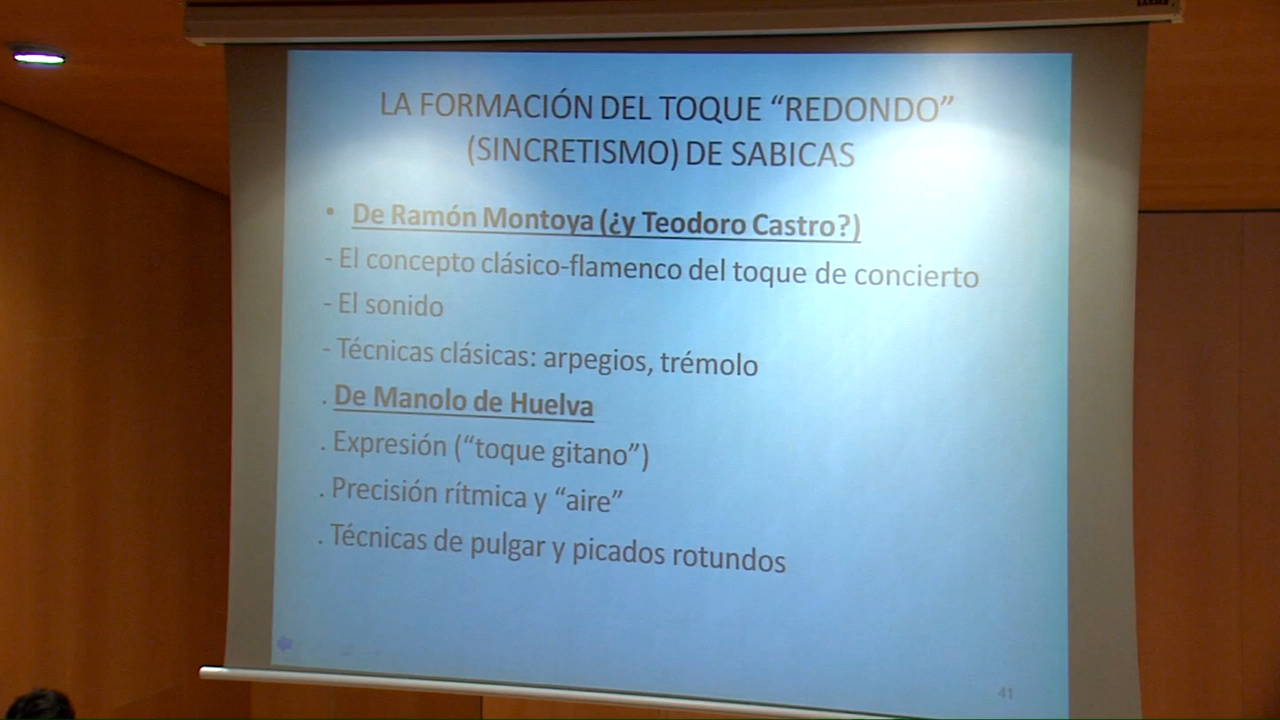 LA FORMACIÓN DEL TOQUE “REDONDO”
(SINCRETISMO) DE SABICAS
• De Ramón Montoya (¿y Teodoro Castro?)
- El concepto clásico-flamenco del toque de concierto
- El sonido
- Técnicas clásicas: arpegios, trémolo
. De Manolo de Huelva
. Expresión (“toque gitano”)
. Precisión rítmica y “aire”
. Técnicas de pulgar y picados rotundos
41